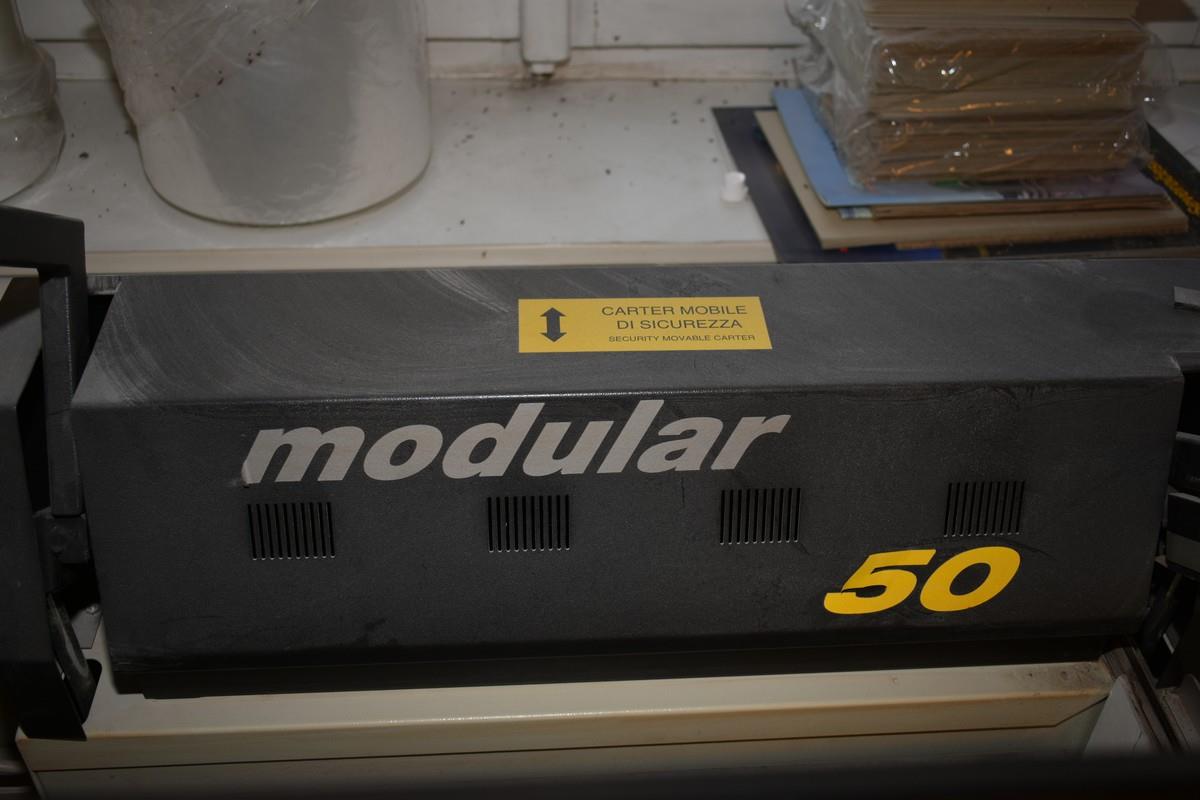 CARTER MOBILE
DI SICUREZZA
SECURITY MOVABLE CARTER
modular
50